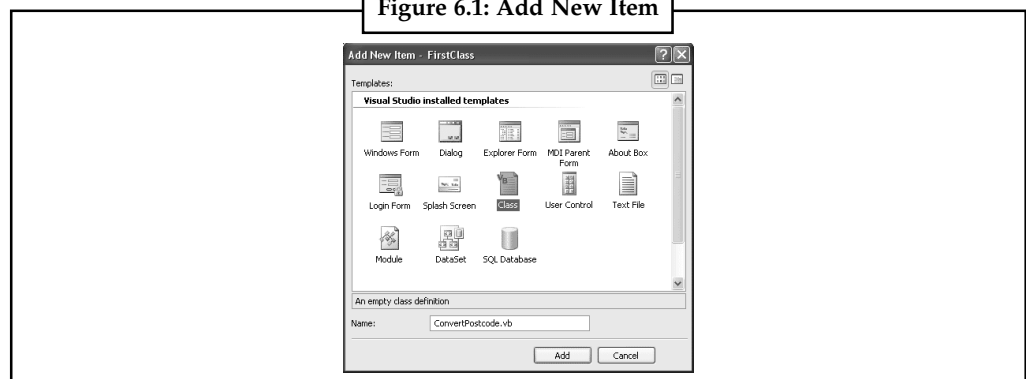 Figure 6.1: Add New Item
Add New Item - FirstClass
Templates:
Visual Studio installed templates
Windows Form Dialog Explorer Form MDI Parent Form About Box
Login Form Splash Screen Class User Control Text File
Module DataSet SQL Database
An empty class definition
Name: ConvertPostcode.vb
Add Cancel